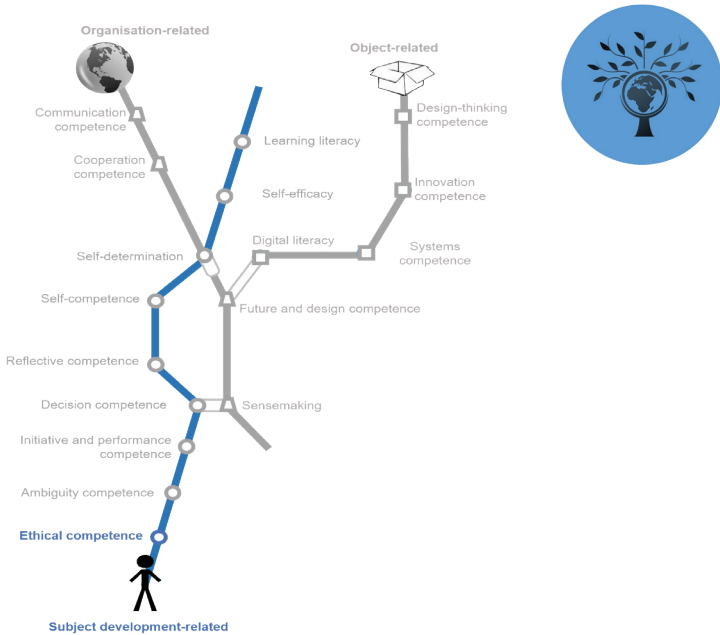 Organisation-related
Object-related
Communication
competence
Design-thinking
competence
Learning literacy
Cooperation
competence
Self-efficacy
Innovation
competence
Digital literacy
Self-determination
Systems
competence
Self-competence
Future and design competence
Reflective competence
Decision competence
Sensemaking
Initiative and performance
competence
Ambiguity competence
Ethical competence
Subject development-related